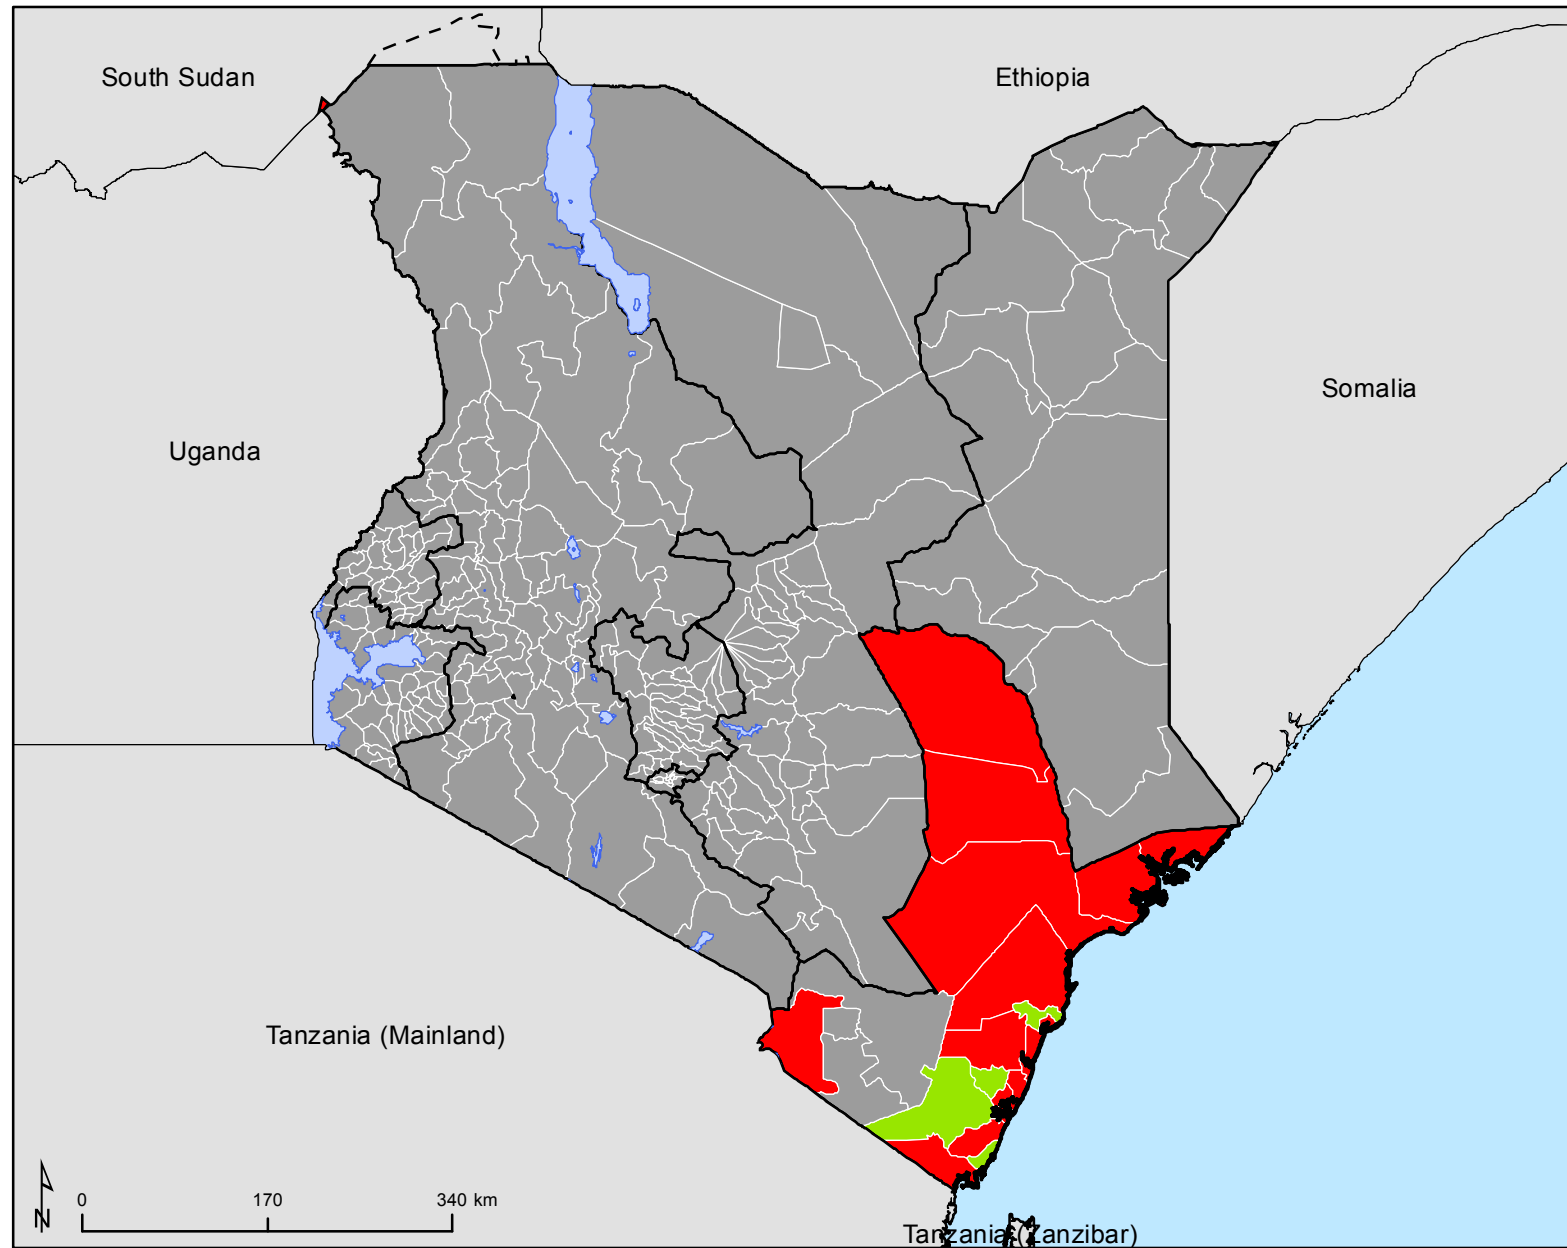 South Sudan
Ethiopia
Somalia
Uganda
Tanzania (Mainland)
N
0 170 340 km
Tanzania (Zanzibar)